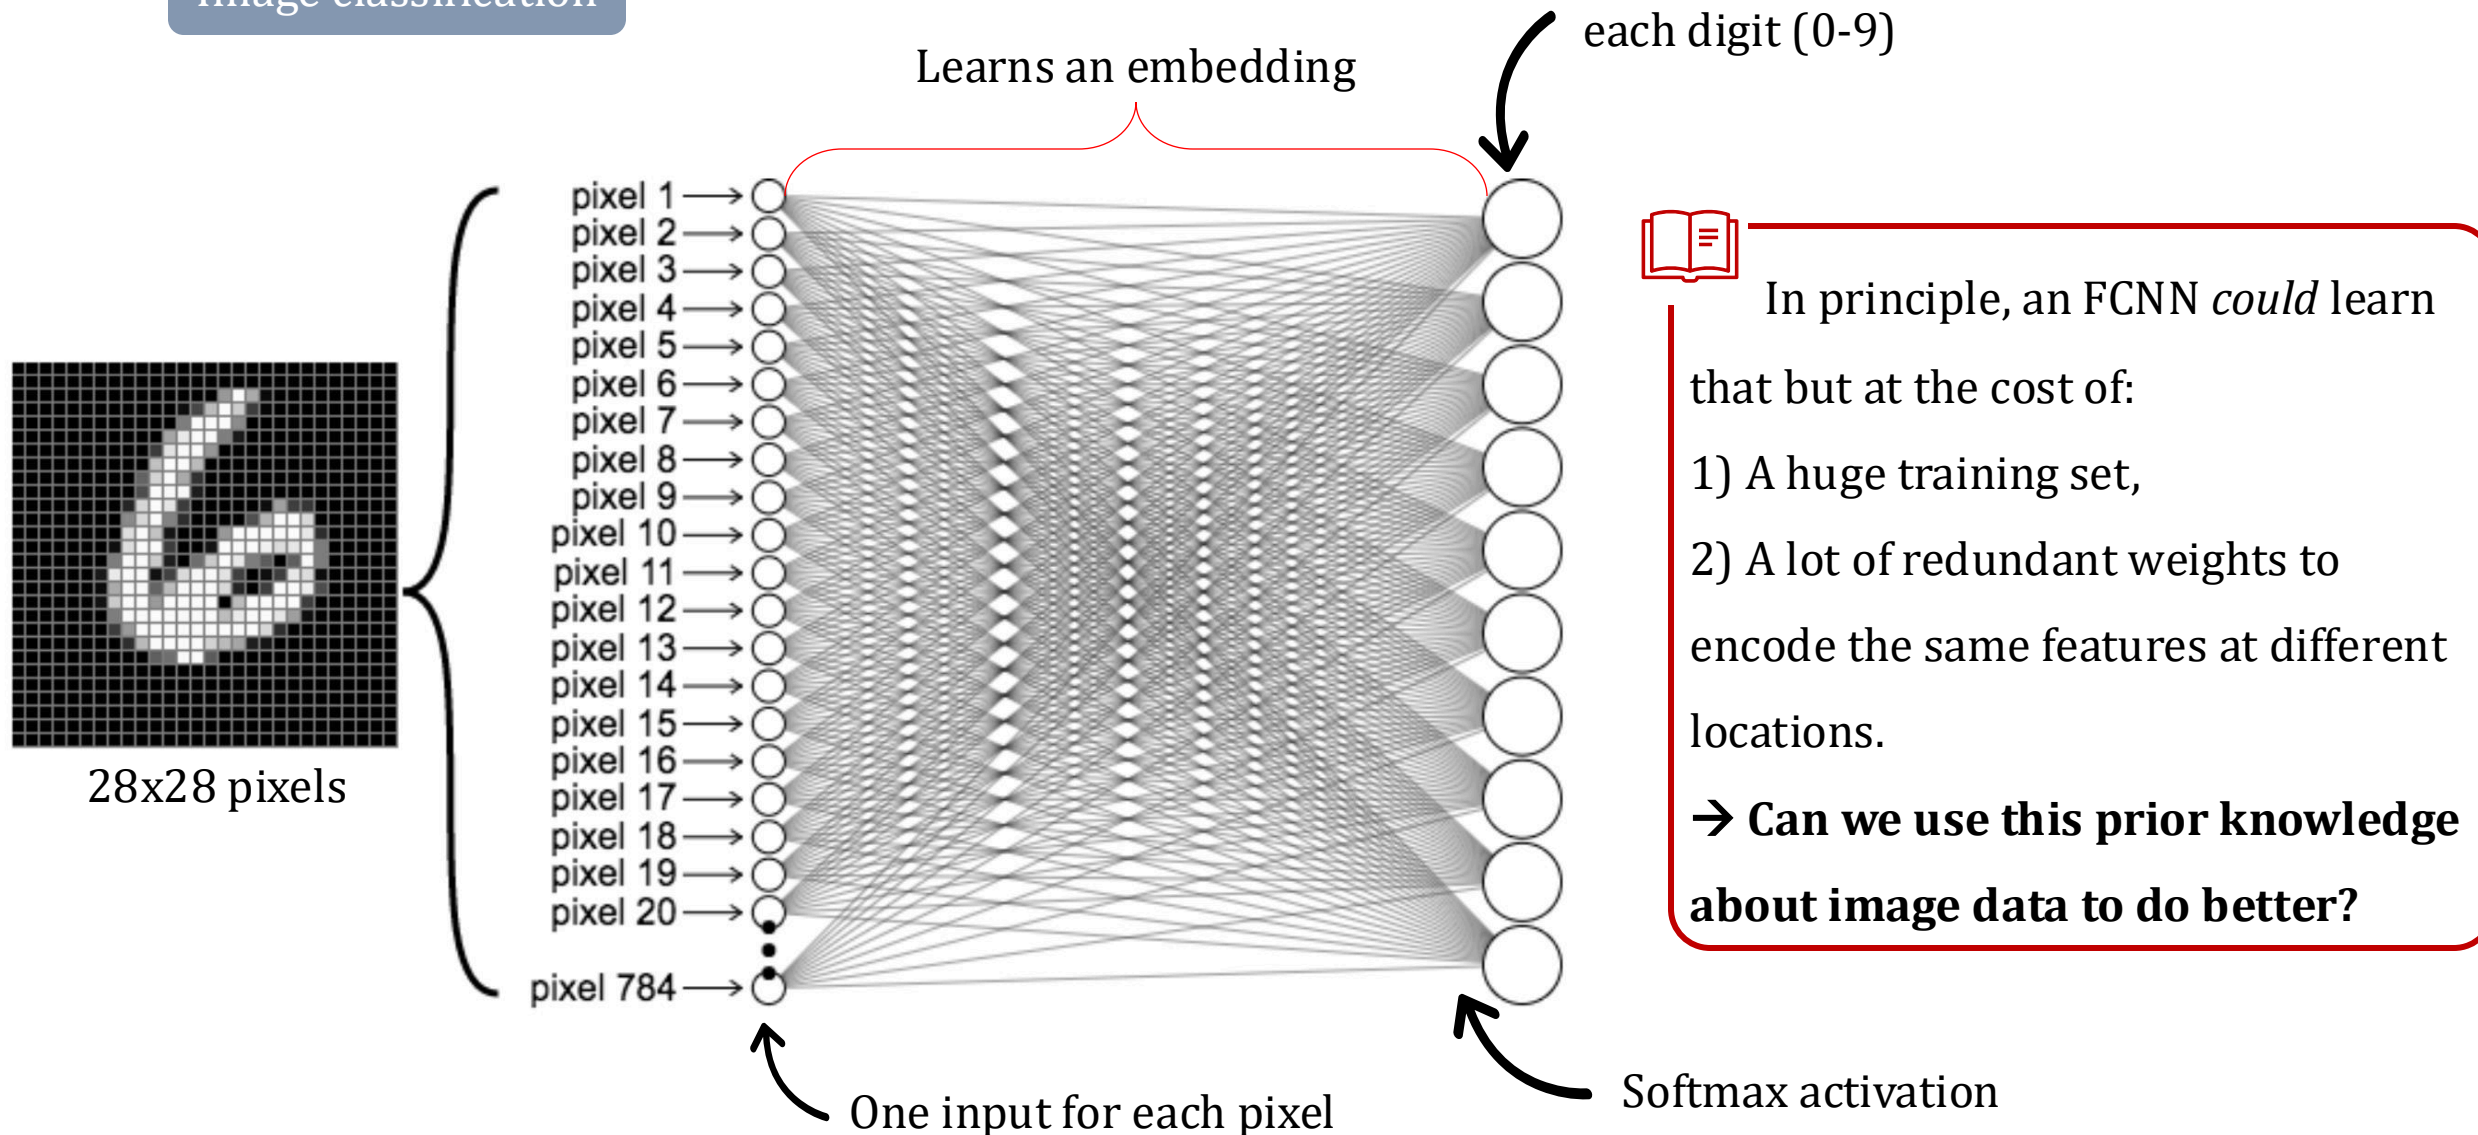 Image classification
each digit (0-9)
Learns an embedding
pixel 1
pixel 2
pixel 3
pixel 4
pixel 5
pixel 6
pixel 7
pixel 8
pixel 9
pixel 10
pixel 11
pixel 12
pixel 13
pixel 14
pixel 15
pixel 16
pixel 17
pixel 18
pixel 19
pixel 20
pixel 784
28x28 pixels
One input for each pixel
Softmax activation
In principle, an FCNN could learn
that but at the cost of:
1) A huge training set,
2) A lot of redundant weights to
encode the same features at different
locations.
→ Can we use this prior knowledge
about image data to do better?